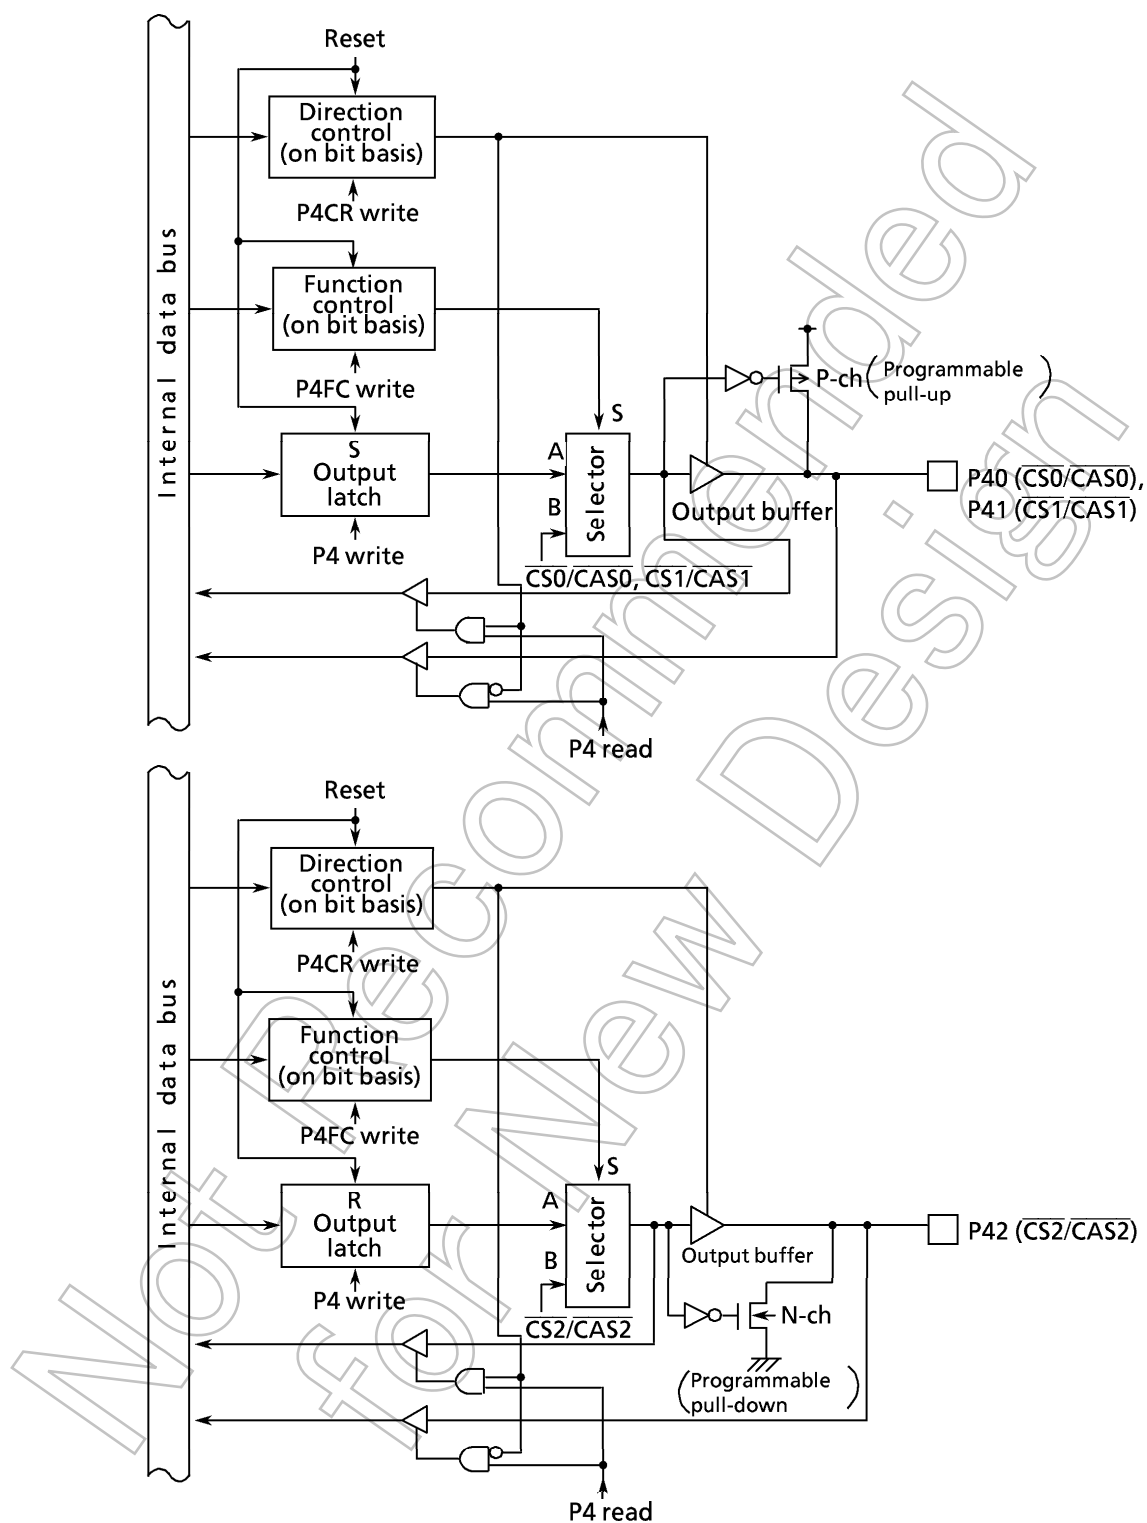 Reset
Direction
control
(on bit basis)
P4CR write
Internal data bus
Function
control
(on bit basis)
P4FC write
S
Output
latch
P4 write
A
B
S
Selector
CS0/CAS0, CS1/CAS1
Output buffer
P-ch (Programmable
pull-up)
P40 (CS0/CAS0),
P41 (CS1/CAS1)
P4 read
Reset
Direction
control
(on bit basis)
P4CR write
Internal data bus
Function
control
(on bit basis)
P4FC write
R
Output
latch
P4 write
A
B
S
Selector
CS2/CAS2
Output buffer
P42 (CS2/CAS2)
N-ch
(Programmable
pull-down)
P4 read
Not Recommended
for New Design